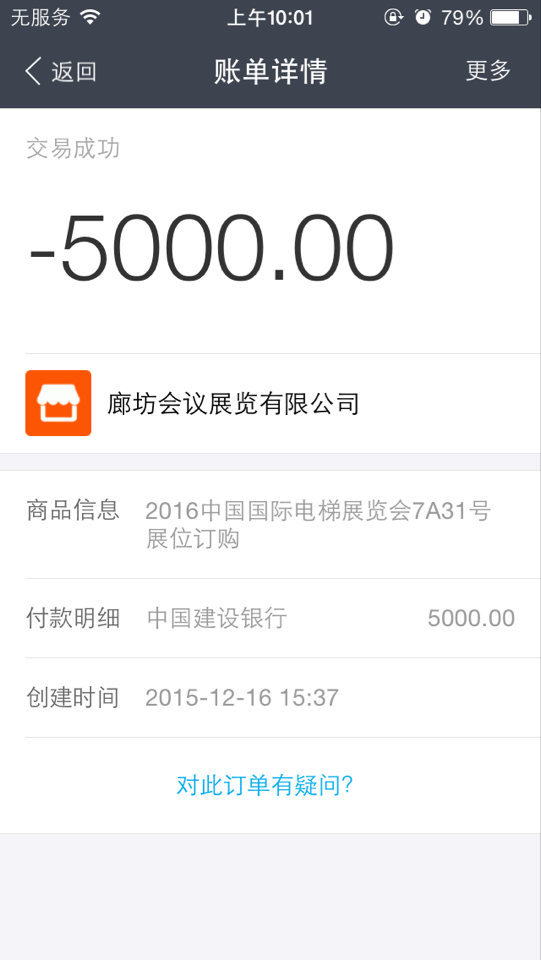 无服务 上午10:01 79%
返回 账单详情 更多
交易成功
-5000.00
廊坊会议展览有限公司
商品信息 2016中国国际电梯展览会7A31号
展位订购
付款明细 中国建设银行 5000.00
创建时间 2015-12-16 15:37
对此订单有疑问?